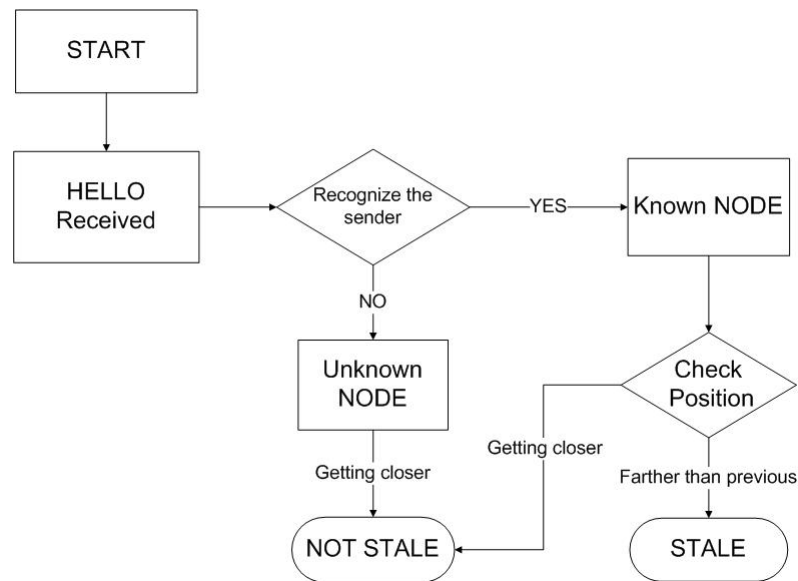 START
HELLO
Received
Recognize the
sender
YES
Known NODE
NO
Unknown
NODE
Check
Position
Getting closer
Getting closer
Farther than previous
NOT STALE
STALE